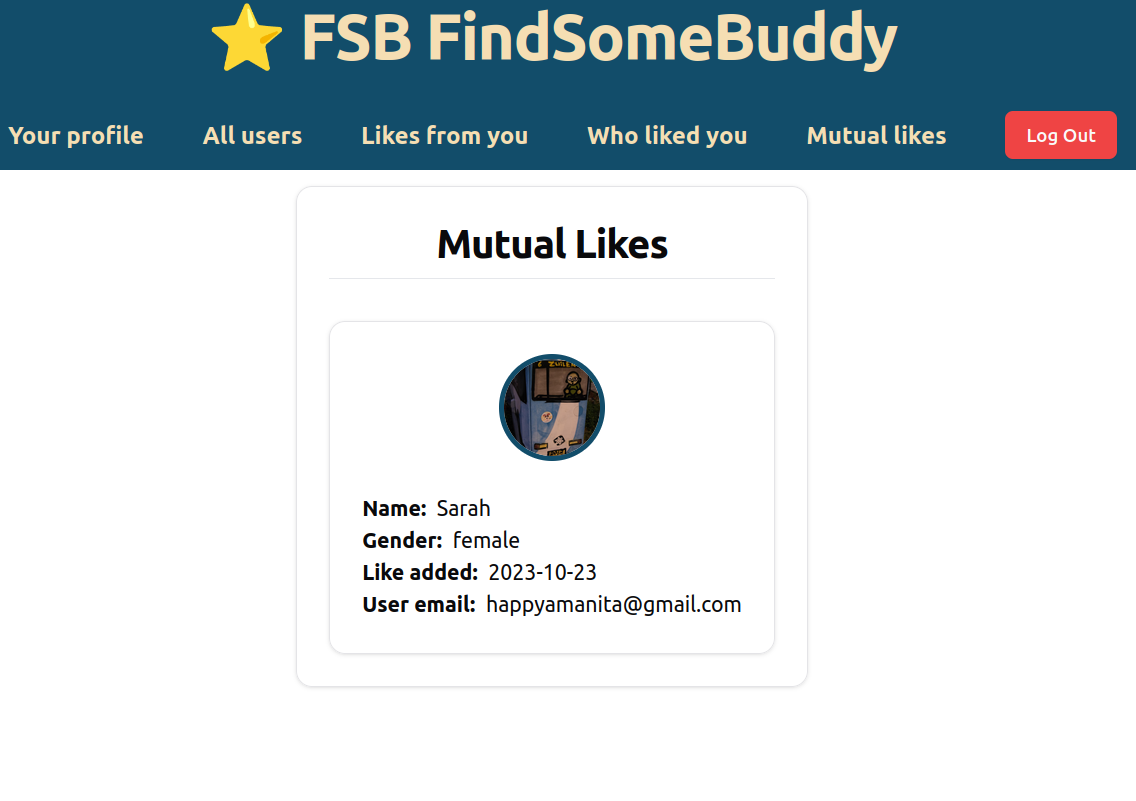 FSB FindSomeBuddy
Your profile All users Likes from you Who liked you Mutual likes Log Out
Mutual Likes
Name: Sarah
Gender: female
Like added: 2023-10-23
User email: happyamanita@gmail.com